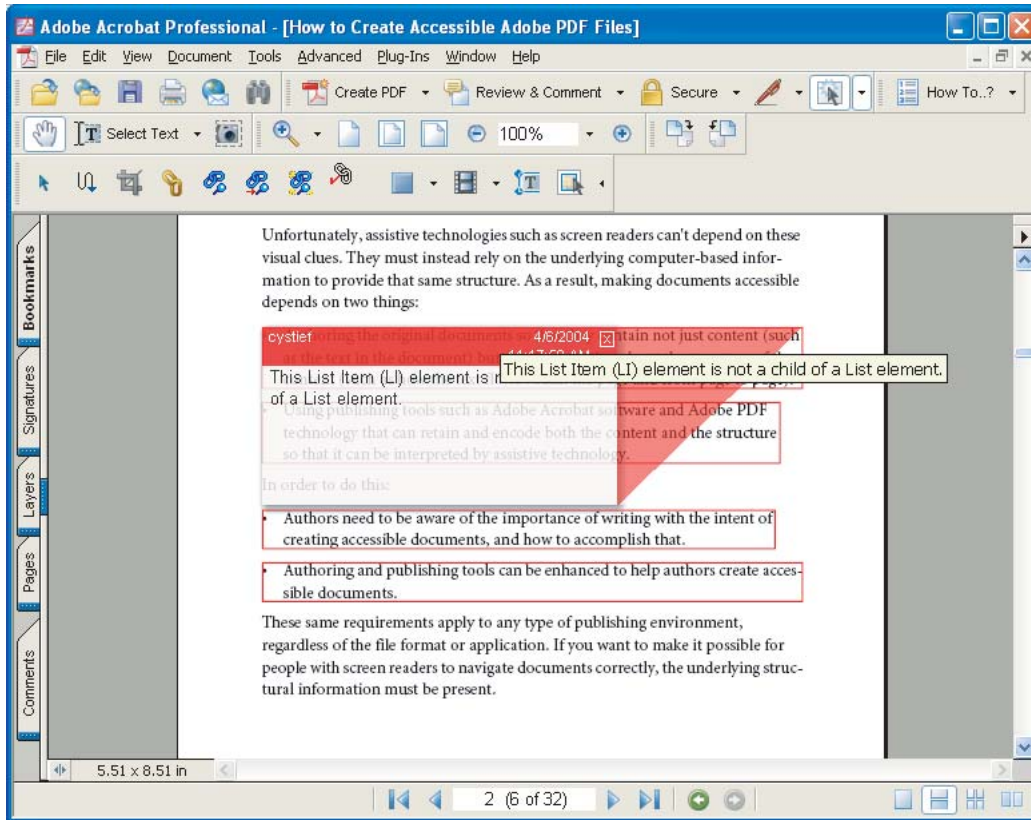 Adobe Acrobat Professional - [How to Create Accessible Adobe PDF Files]
File Edit View Document Tools Advanced Plug-Ins Window Help
Create PDF Review & Comment Secure How To..?
Select Text 100%
Bookmarks
Signatures
Layers
Pages
Comments
Unfortunately, assistive technologies such as screen readers can't depend on these
visual clues. They must instead rely on the underlying computer-based infor-
mation to provide that same structure. As a result, making documents accessible
depends on two things:
the original documents not just content (such
cystief 4/6/2004
This List Item (LI) element is
of a List element.
This List Item (LI) element is not a child of a List element.
• Using publishing tools such as Adobe Acrobat software and Adobe PDF
technology that can retain and encode both the content and the structure
so that it can be interpreted by assistive technology.
In order to do this:
• Authors need to be aware of the importance of writing with the intent of
creating accessible documents, and how to accomplish that.
• Authoring and publishing tools can be enhanced to help authors create acces-
sible documents.
These same requirements apply to any type of publishing environment,
regardless of the file format or application. If you want to make it possible for
people with screen readers to navigate documents correctly, the underlying struc-
tural information must be present.
5.51 x 8.51 in
2 (6 of 32)